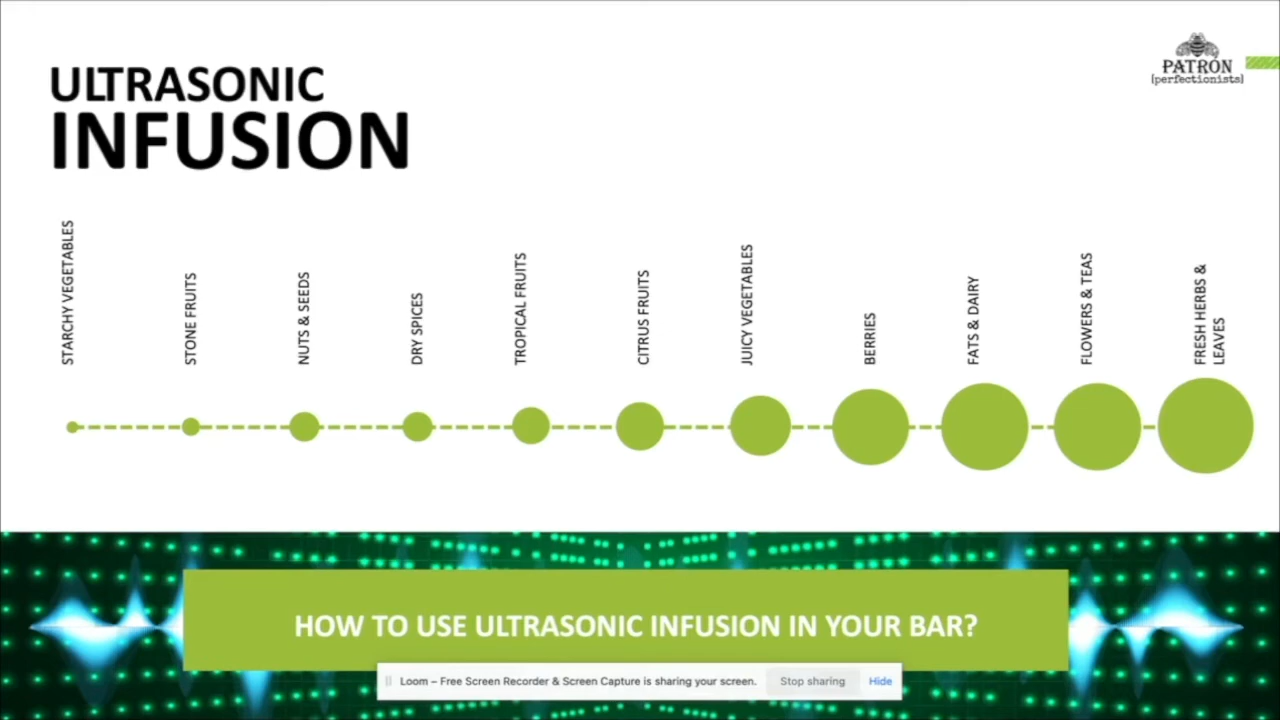 ULTRASONIC
INFUSION
PATRÓN
[perfectionists]
STARCHY VEGETABLES
STONE FRUITS
NUTS & SEEDS
DRY SPICES
TROPICAL FRUITS
CITRUS FRUITS
JUICY VEGETABLES
BERRIES
FATS & DAIRY
FLOWERS & TEAS
FRESH HERBS &
LEAVES
HOW TO USE ULTRASONIC INFUSION IN YOUR BAR?
Loom – Free Screen Recorder & Screen Capture is sharing your screen. Stop sharing Hide